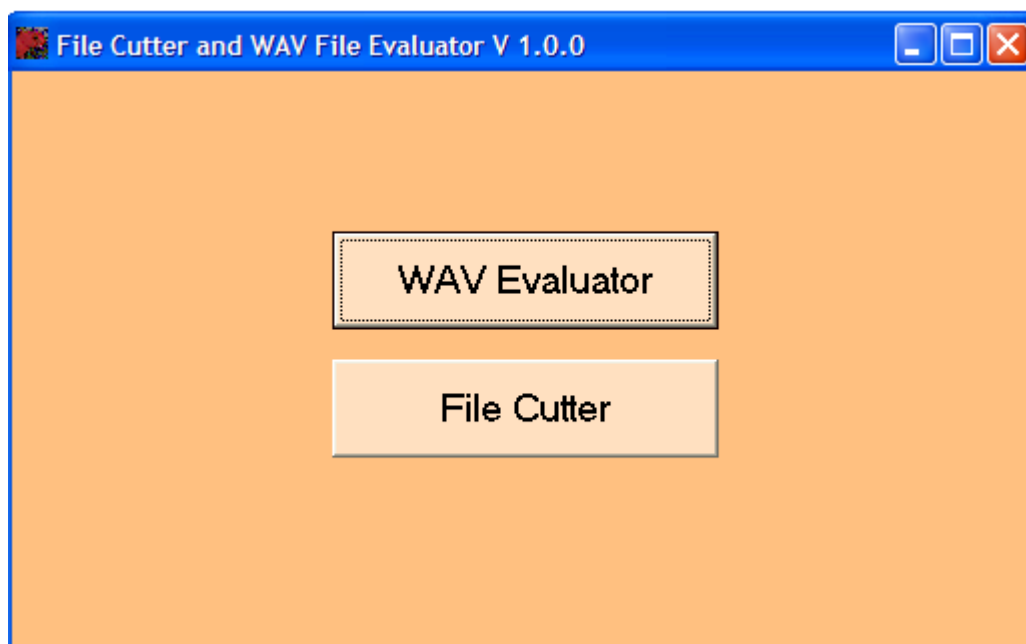 File Cutter and WAV File Evaluator V 1.0.0
WAV Evaluator
File Cutter